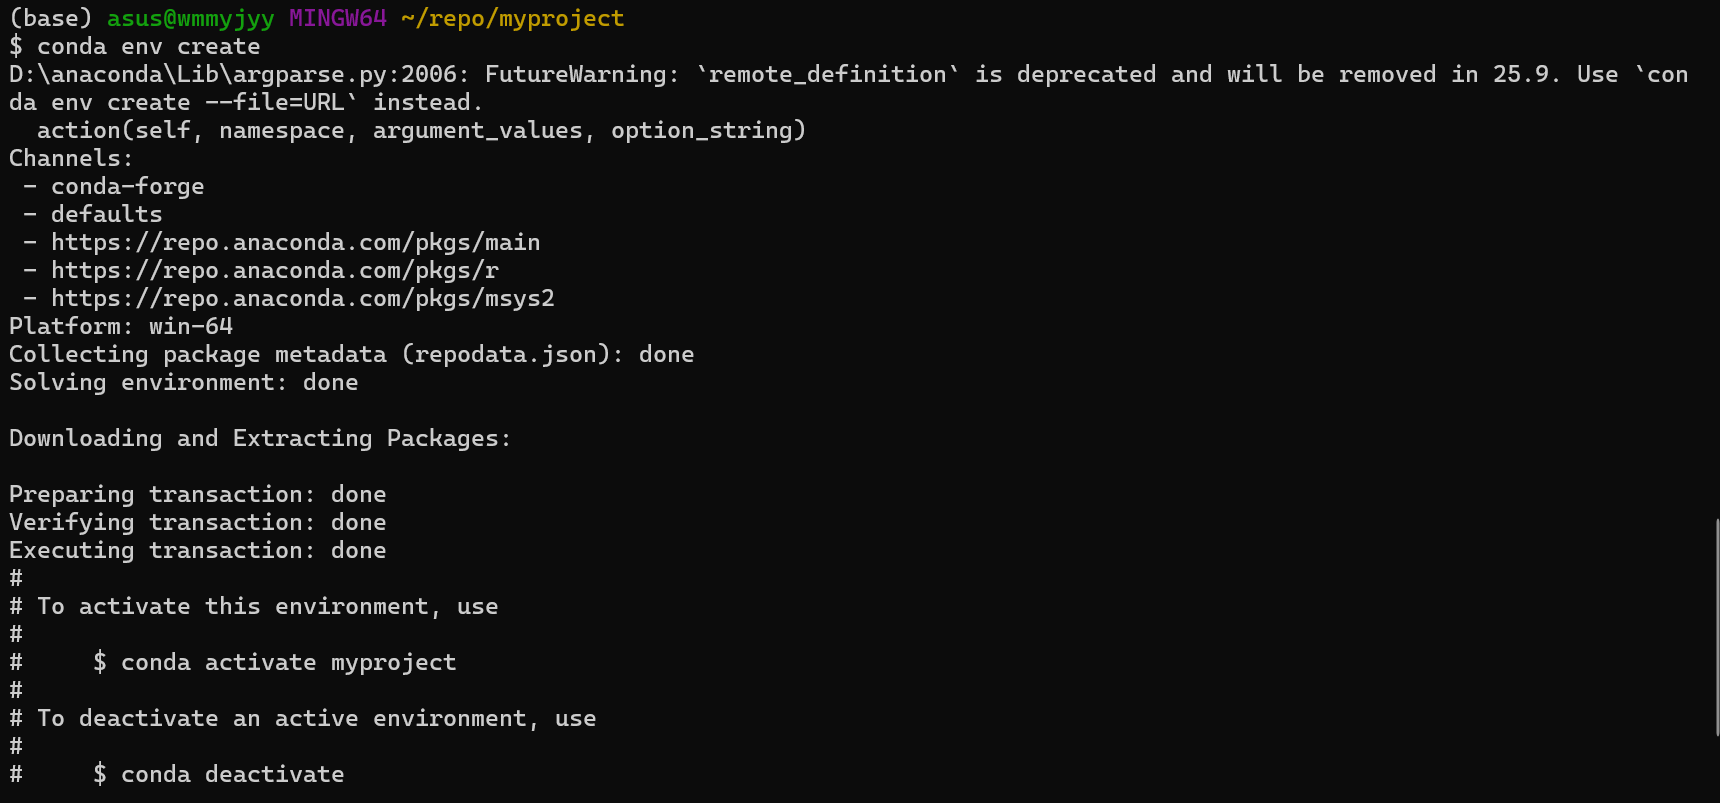 (base) asus@wmmyjyy MINGW64 ~/repo/myproject
$ conda env create
D:\anaconda\Lib\argparse.py:2006: FutureWarning: `remote_definition` is deprecated and will be removed in 25.9. Use `con
da env create --file=URL` instead.
  action(self, namespace, argument_values, option_string)
Channels:
 - conda-forge
 - defaults
 - https://repo.anaconda.com/pkgs/main
 - https://repo.anaconda.com/pkgs/r
 - https://repo.anaconda.com/pkgs/msys2
Platform: win-64
Collecting package metadata (repodata.json): done
Solving environment: done

Downloading and Extracting Packages:

Preparing transaction: done
Verifying transaction: done
Executing transaction: done
#
# To activate this environment, use
#
#     $ conda activate myproject
#
# To deactivate an active environment, use
#
#     $ conda deactivate